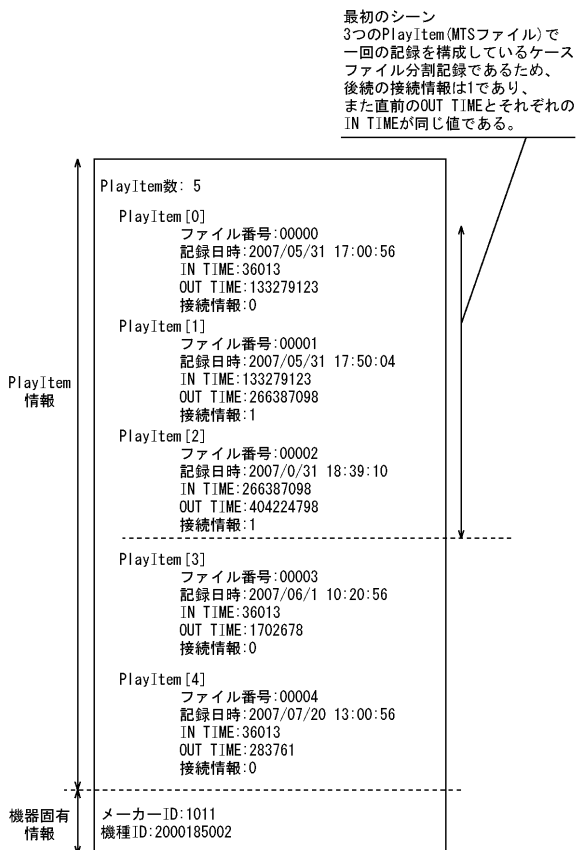 最初のシーン
3つのPlayItem(MTSファイル)で
一回の記録を構成しているケース
ファイル分割記録であるため、
後続の接続情報は1であり、
また直前のOUT TIMEとそれぞれの
IN TIMEが同じ値である。
PlayItem数: 5
PlayItem[0]
ファイル番号:00000
記録日時:2007/05/31 17:00:56
IN TIME:36013
OUT TIME:133279123
接続情報:0
PlayItem[1]
ファイル番号:00001
記録日時:2007/05/31 17:50:04
IN TIME:133279123
OUT TIME:266387098
接続情報:1
PlayItem
情報
PlayItem[2]
ファイル番号:00002
記録日時:2007/0/31 18:39:10
IN TIME:266387098
OUT TIME:404224798
接続情報:1
PlayItem[3]
ファイル番号:00003
記録日時:2007/06/1 10:20:56
IN TIME:36013
OUT TIME:1702678
接続情報:0
PlayItem[4]
ファイル番号:00004
記録日時:2007/07/20 13:00:56
IN TIME:36013
OUT TIME:283761
接続情報:0
機器固有
情報
メーカーID:1011
機種ID:2000185002